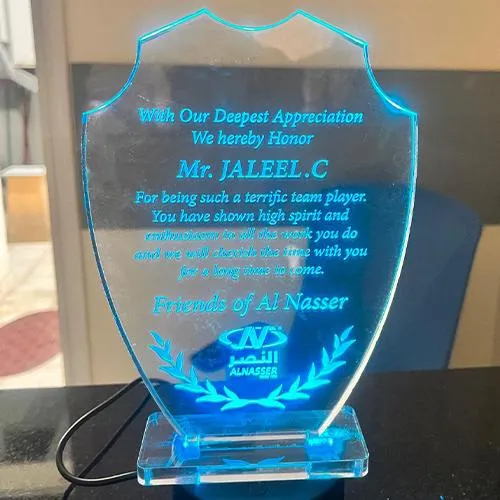 With Our Deepest Appreciation
We hereby Honor
Mr. JALEEL.C
For being such a terrific team player.
You have shown high spirit and
enthusiasm in all the work you do
and we will cherish the time with you
for a long time to come.
Friends of Al Nasser
النصر
ALNASSER